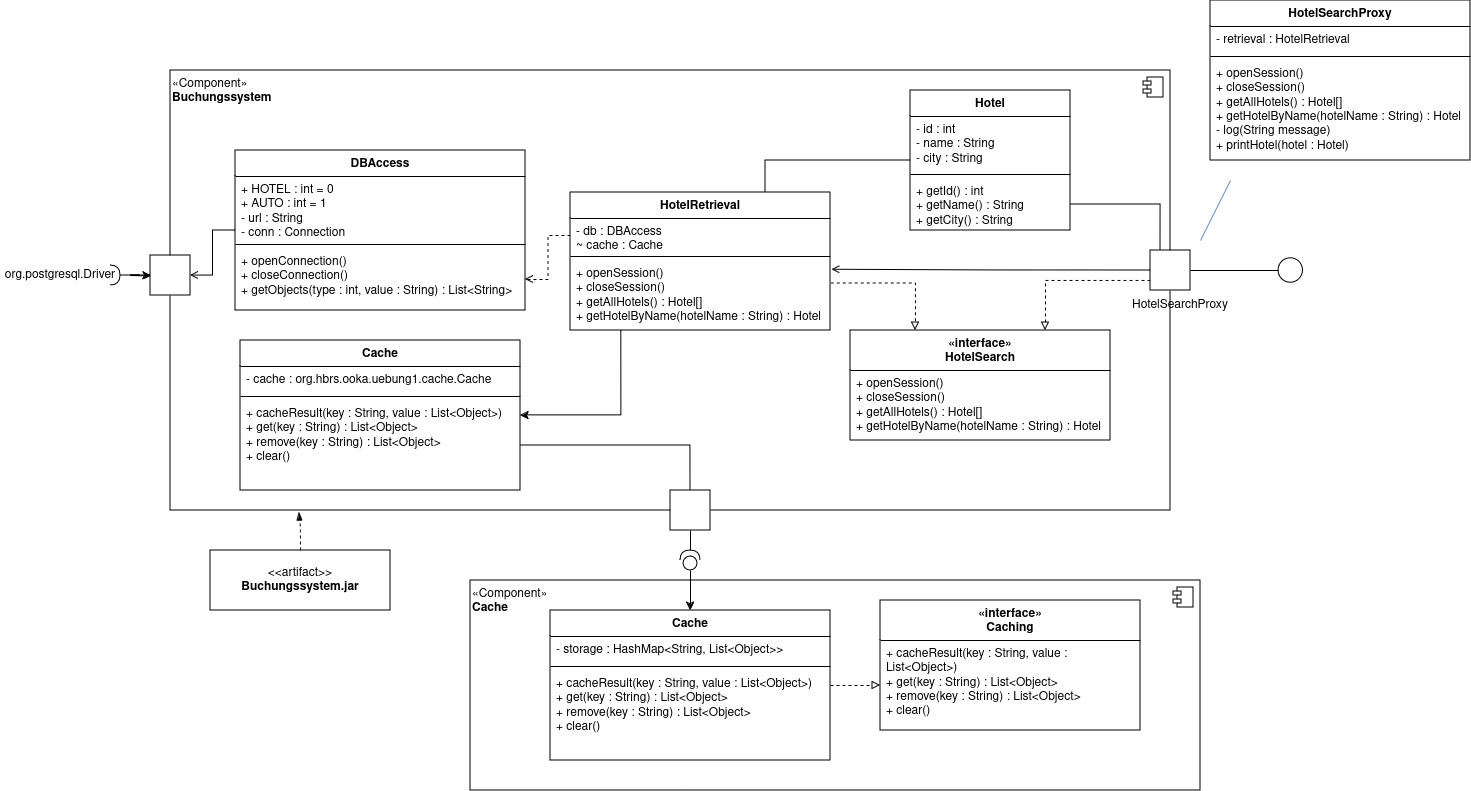 HotelSearchProxy
- retrieval : HotelRetrieval
+ openSession()
+ closeSession()
+ getAllHotels() : Hotel[]
+ getHotelByName(hotelName : String) : Hotel
- log(String message)
+ printHotel(hotel : Hotel)
«Component»
Buchungssystem
Hotel
- id : int
- name : String
- city : String
+ getId() : int
+ getName() : String
+ getCity() : String
DBAccess
+ HOTEL : int = 0
+ AUTO : int = 1
- url : String
- conn : Connection
+ openConnection()
+ closeConnection()
+ getObjects(type : int, value : String) : List<String>
HotelRetrieval
- db : DBAccess
~ cache : Cache
+ openSession()
+ closeSession()
+ getAllHotels() : Hotel[]
+ getHotelByName(hotelName : String) : Hotel
org.postgresql.Driver
HotelSearchProxy
«interface»
HotelSearch
+ openSession()
+ closeSession()
+ getAllHotels() : Hotel[]
+ getHotelByName(hotelName : String) : Hotel
Cache
- cache : org.hbrs.ooka.uebung1.cache.Cache
+ cacheResult(key : String, value : List<Object>)
+ get(key : String) : List<Object>
+ remove(key : String) : List<Object>
+ clear()
<<artifact>>
Buchungssystem.jar
«Component»
Cache
Cache
- storage : HashMap<String, List<Object>>
+ cacheResult(key : String, value : List<Object>)
+ get(key : String) : List<Object>
+ remove(key : String) : List<Object>
+ clear()
«interface»
Caching
+ cacheResult(key : String, value :
List<Object>)
+ get(key : String) : List<Object>
+ remove(key : String) : List<Object>
+ clear()